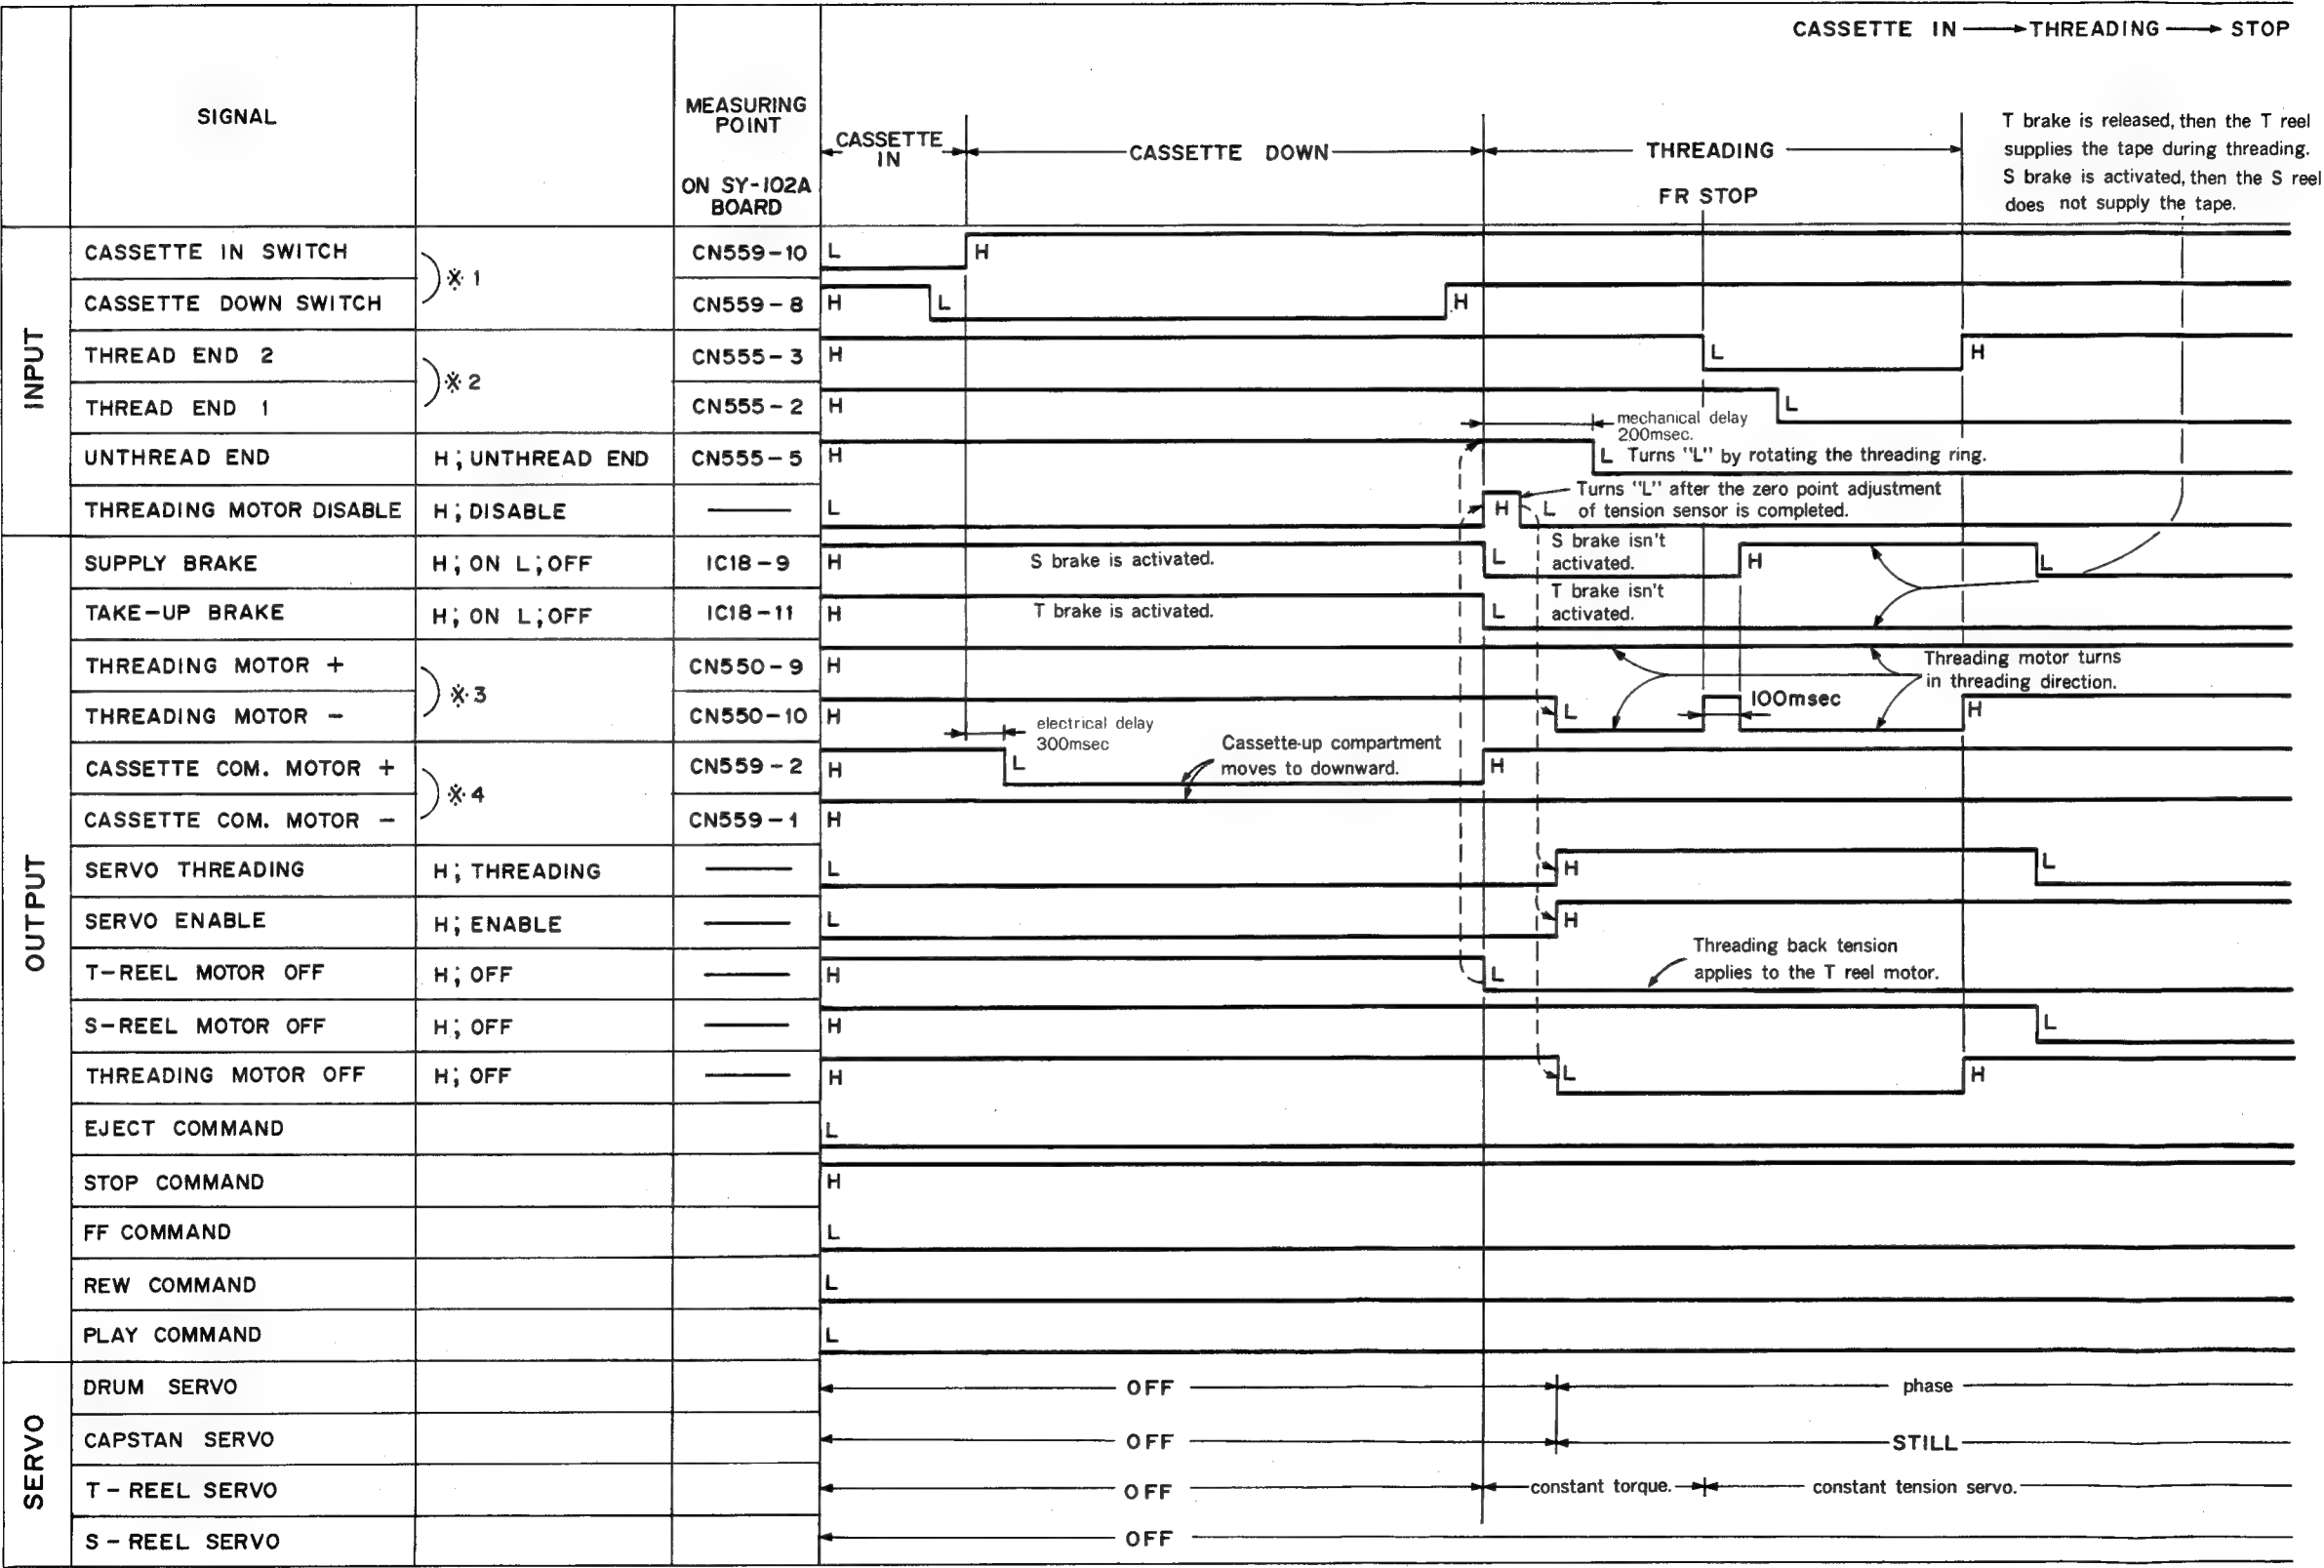 CASSETTE IN → THREADING → STOP
SIGNAL
MEASURING
POINT
ON SY-102A
BOARD
CASSETTE
IN
CASSETTE DOWN
THREADING
FR STOP
T brake is released, then the T reel
supplies the tape during threading.
S brake is activated, then the S reel
does not supply the tape.
INPUT
CASSETTE IN SWITCH
※ 1
CN559-10
L
H
CASSETTE DOWN SWITCH
CN559-8
H
L
H
THREAD END 2
※ 2
CN555-3
H
L
H
THREAD END 1
CN555-2
H
L
mechanical delay
200msec.
UNTHREAD END
H; UNTHREAD END
CN555-5
H
L Turns "L" by rotating the threading ring.
THREADING MOTOR DISABLE
H; DISABLE
L
H
L
Turns "L" after the zero point adjustment
of tension sensor is completed.
OUTPUT
SUPPLY BRAKE
H; ON L; OFF
IC18-9
H
S brake is activated.
L
S brake isn't
activated.
H
L
TAKE-UP BRAKE
H; ON L; OFF
IC18-11
H
T brake is activated.
L
T brake isn't
activated.
THREADING MOTOR +
※ 3
CN550-9
H
Threading motor turns
in threading direction.
THREADING MOTOR -
CN550-10
H
L
100msec
H
electrical delay
300msec
CASSETTE COM. MOTOR +
※ 4
CN559-2
H
L
Cassette-up compartment
moves to downward.
H
CASSETTE COM. MOTOR -
CN559-1
H
SERVO THREADING
H; THREADING
L
H
L
SERVO ENABLE
H; ENABLE
L
H
T-REEL MOTOR OFF
H; OFF
H
L
Threading back tension
applies to the T reel motor.
S-REEL MOTOR OFF
H; OFF
H
L
THREADING MOTOR OFF
H; OFF
H
L
H
EJECT COMMAND
L
STOP COMMAND
H
FF COMMAND
L
REW COMMAND
L
PLAY COMMAND
L
SERVO
DRUM SERVO
OFF
phase
CAPSTAN SERVO
OFF
STILL
T-REEL SERVO
OFF
constant torque.
constant tension servo.
S-REEL SERVO
OFF